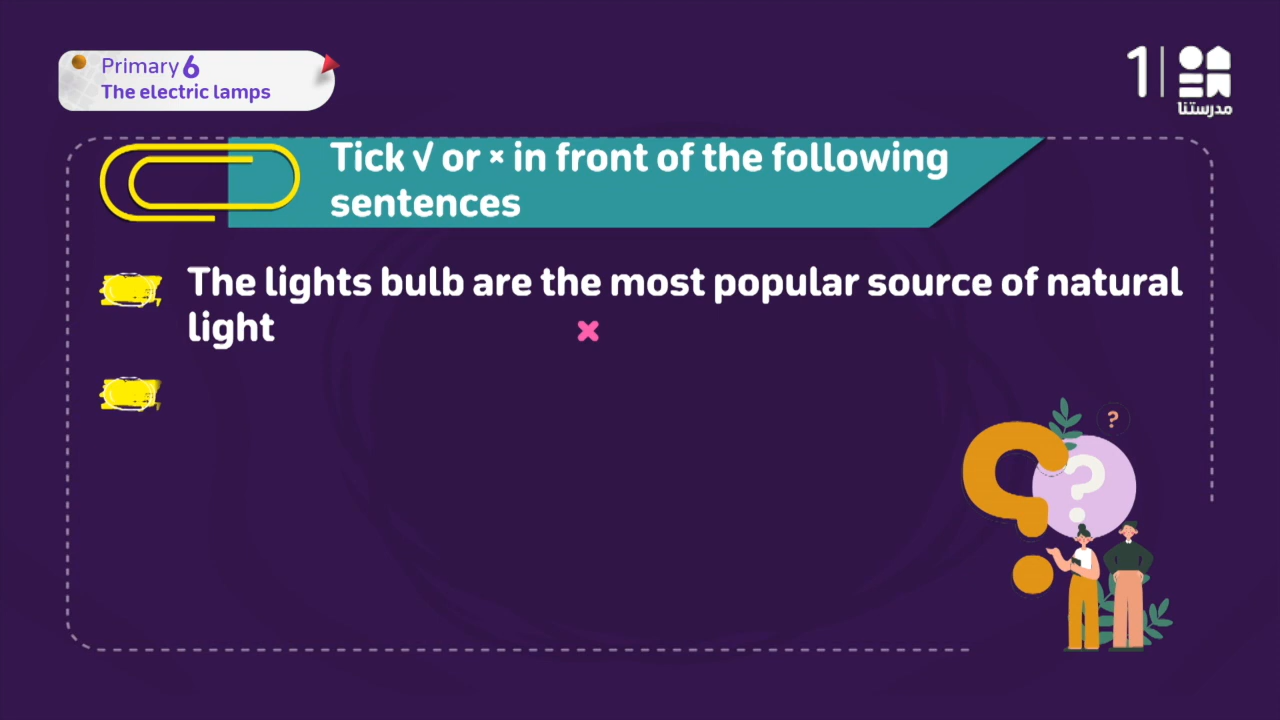 Primary 6
The electric lamps
1
مدرستنا
Tick √ or × in front of the following
sentences
The lights bulb are the most popular source of natural
light ×
?
?
?